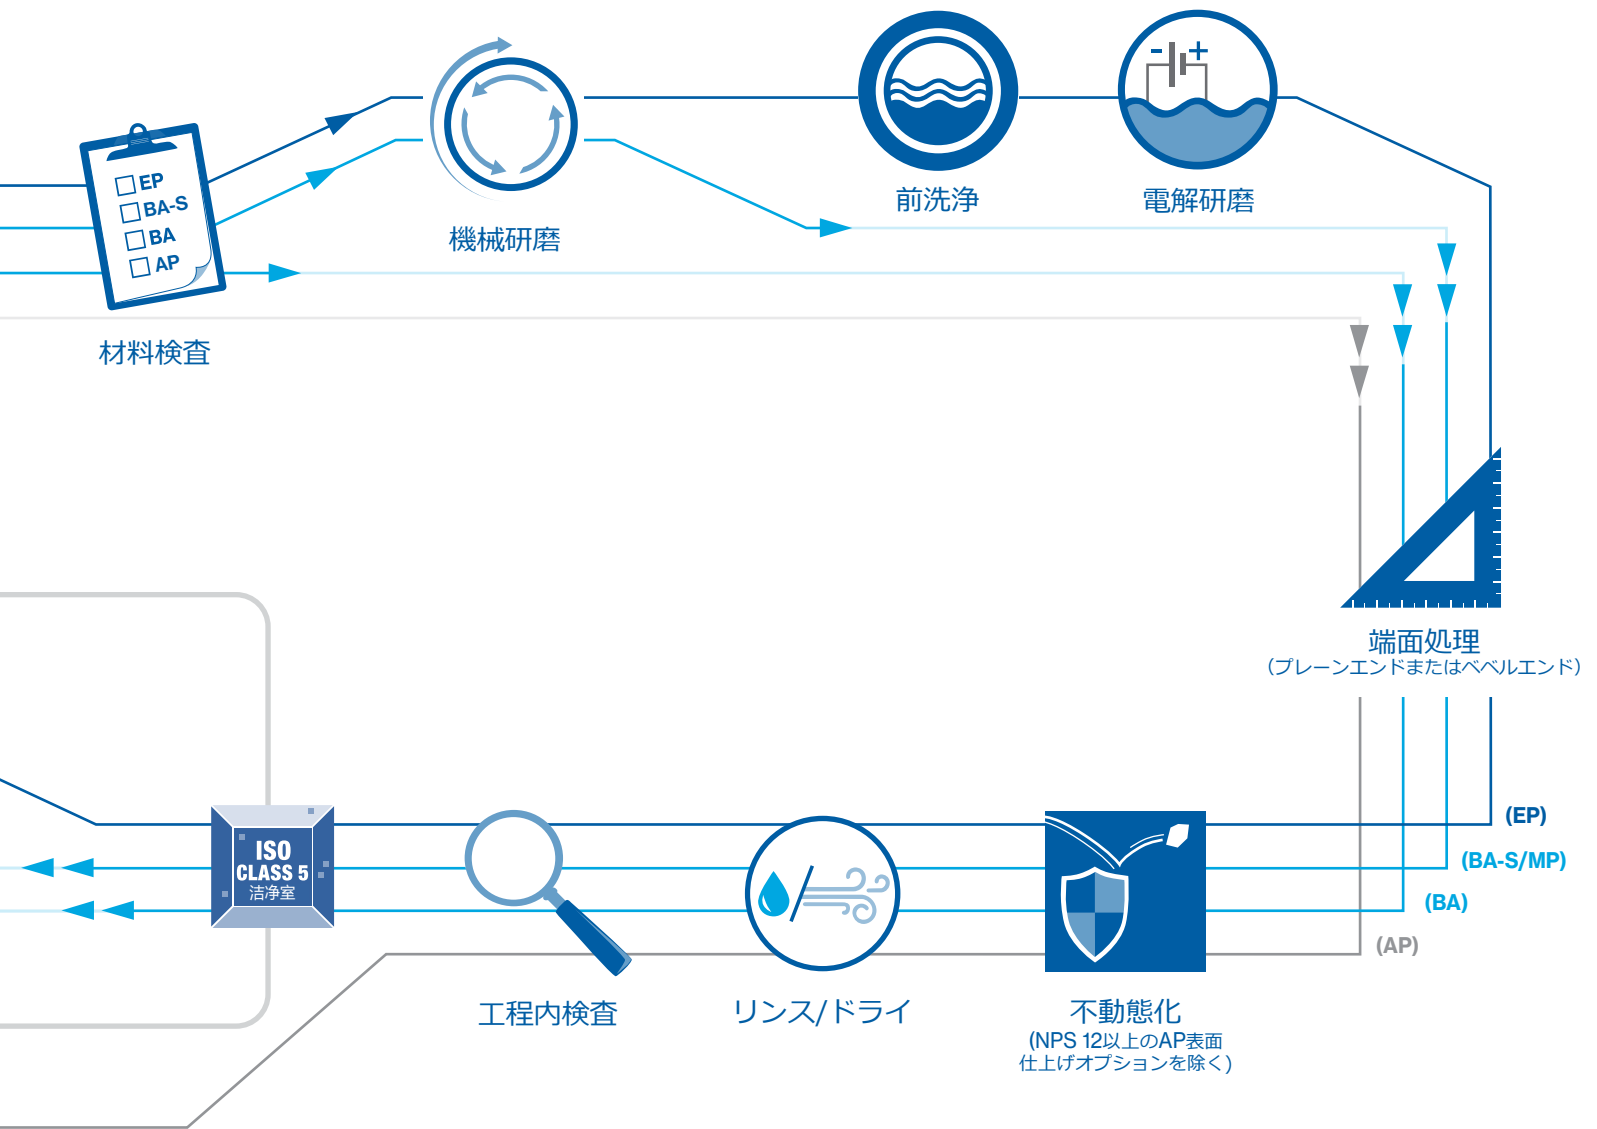 EP
BA-S
BA
AP
材料検査
機械研磨
前洗浄
- +
電解研磨
端面処理
（プレーンエンドまたはベベルエンド）
(EP)
(BA-S/MP)
(BA)
(AP)
不動態化
(NPS 12以上のAP表面
仕上げオプションを除く)
リンス/ドライ
工程内検査
ISO
CLASS 5
洁净室